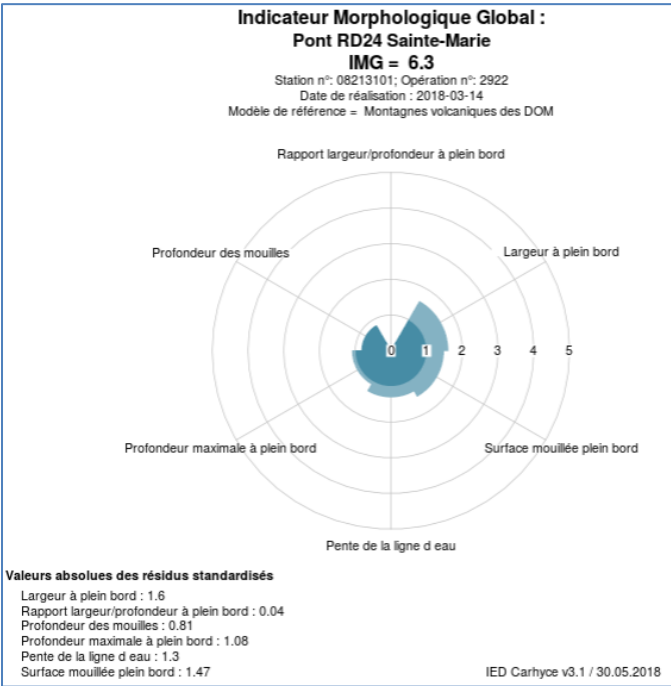 Indicateur Morphologique Global :
Pont RD24 Sainte-Marie
IMG = 6.3
Station n°: 08213101; Opération n°: 2922
Date de réalisation : 2018-03-14
Modèle de référence = Montagnes volcaniques des DOM
Rapport largeur/profondeur à plein bord
Profondeur des mouilles
Largeur à plein bord
0 1 2 3 4 5
Profondeur maximale à plein bord
Surface mouillée plein bord
Pente de la ligne d eau
Valeurs absolues des résidus standardisés
Largeur à plein bord : 1.6
Rapport largeur/profondeur à plein bord : 0.04
Profondeur des mouilles : 0.81
Profondeur maximale à plein bord : 1.08
Pente de la ligne d eau : 1.3
Surface mouillée plein bord : 1.47
IED Carhyce v3.1 / 30.05.2018